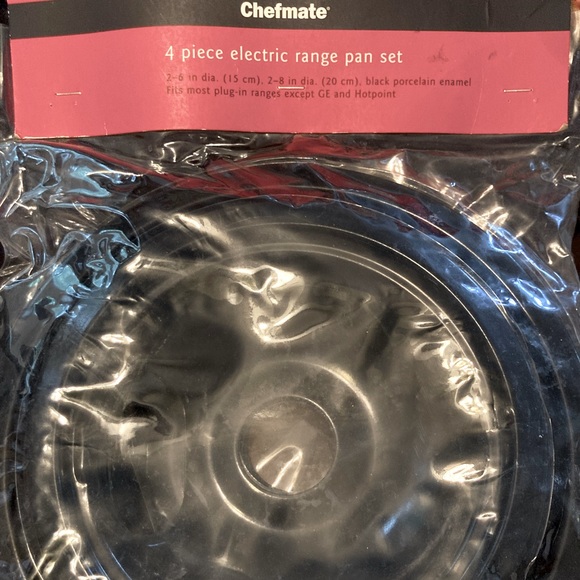 Chefmate®
4 piece electric range pan set
2-6 in dia. (15 cm), 2-8 in dia. (20 cm), black porcelain enamel
Fits most plug-in ranges except GE and Hotpoint